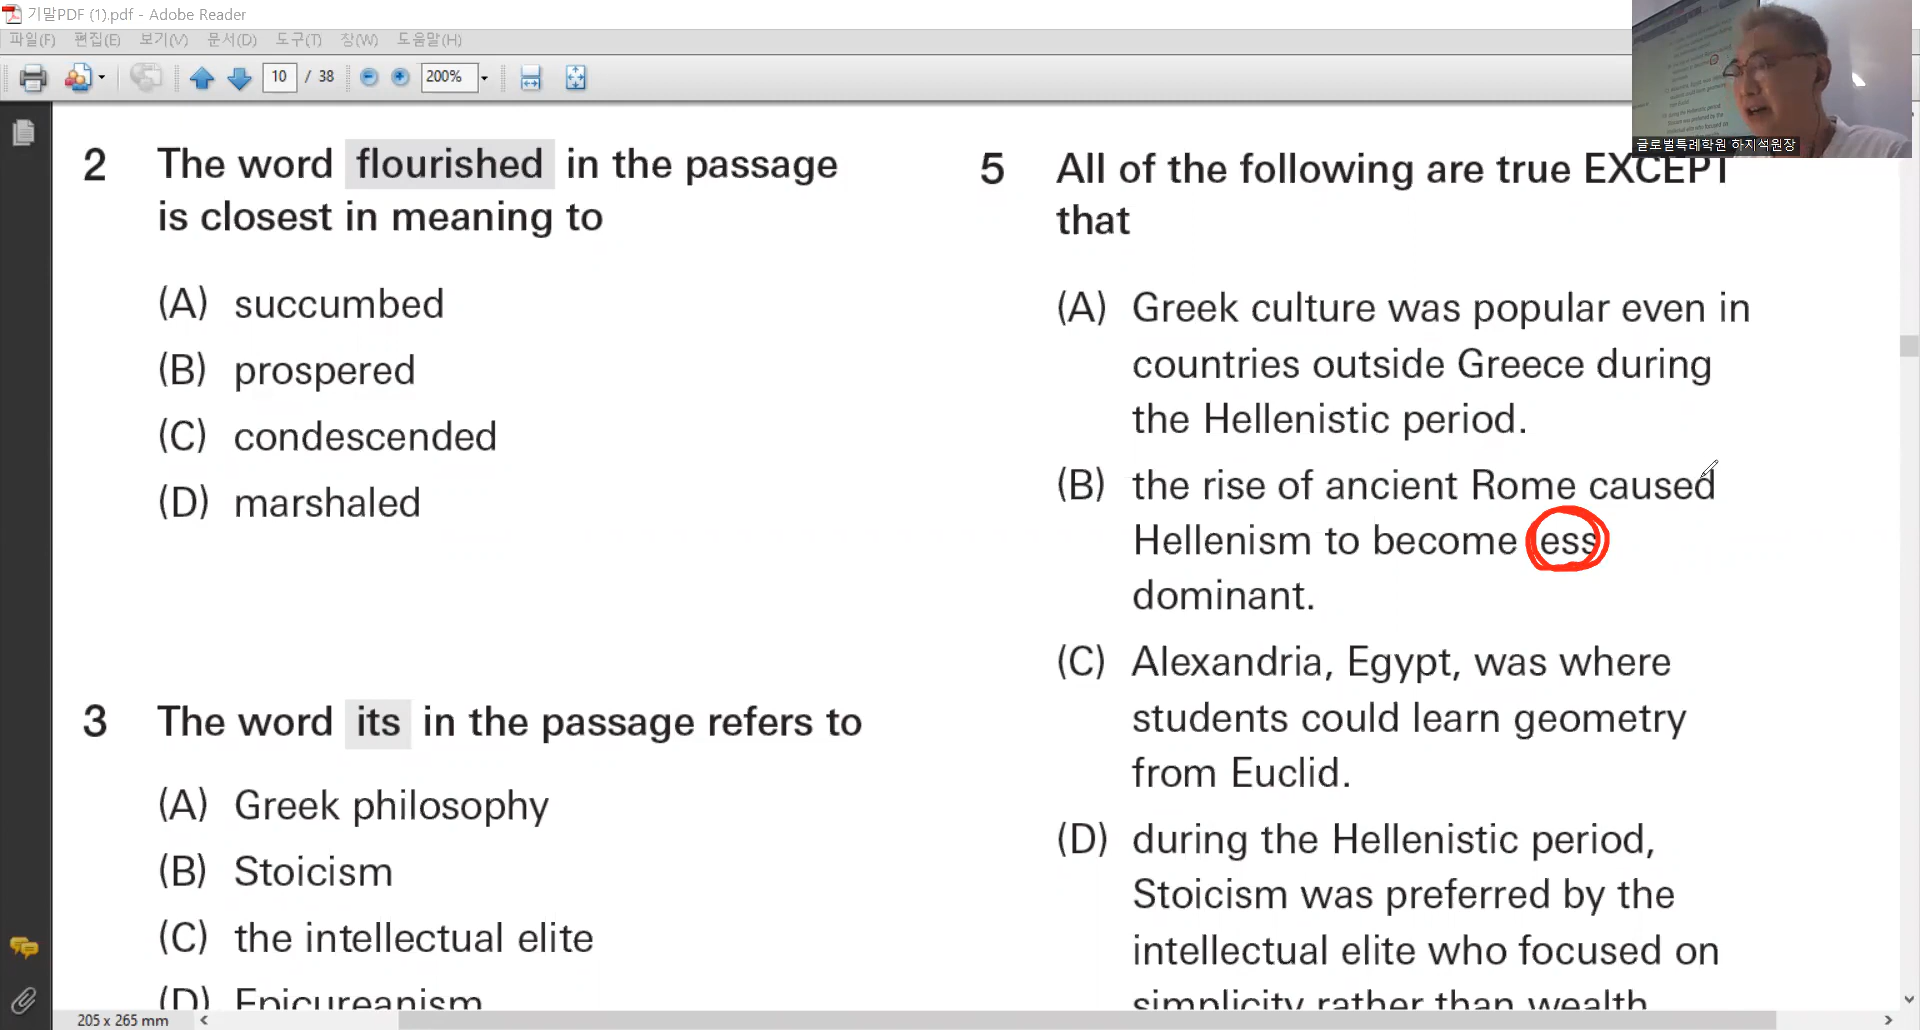 기말PDF (1).pdf - Adobe Reader
파일(F) 편집(E) 보기(V) 문서(D) 도구(T) 창(W) 도움말(H)
10 / 38 200%
글로벌특례학원 하지석원장
2 The word flourished in the passage
is closest in meaning to
(A) succumbed
(B) prospered
(C) condescended
(D) marshaled
3 The word its in the passage refers to
(A) Greek philosophy
(B) Stoicism
(C) the intellectual elite
(D) Epicureanism
5 All of the following are true EXCEPT
that
(A) Greek culture was popular even in
countries outside Greece during
the Hellenistic period.
(B) the rise of ancient Rome caused
Hellenism to become less
dominant.
(C) Alexandria, Egypt, was where
students could learn geometry
from Euclid.
(D) during the Hellenistic period,
Stoicism was preferred by the
intellectual elite who focused on
simplicity rather than wealth.
205 x 265 mm